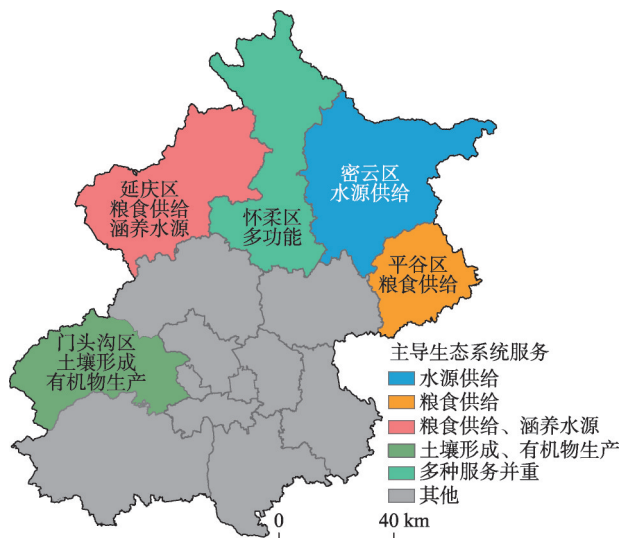 密云区
水源供给
延庆区
粮食供给
涵养水源
怀柔区
多功能
平谷区
粮食供给
门头沟区
土壤形成
有机物生产
主导生态系统服务
水源供给
粮食供给
粮食供给、涵养水源
土壤形成、有机物生产
多种服务并重
其他
0 40 km